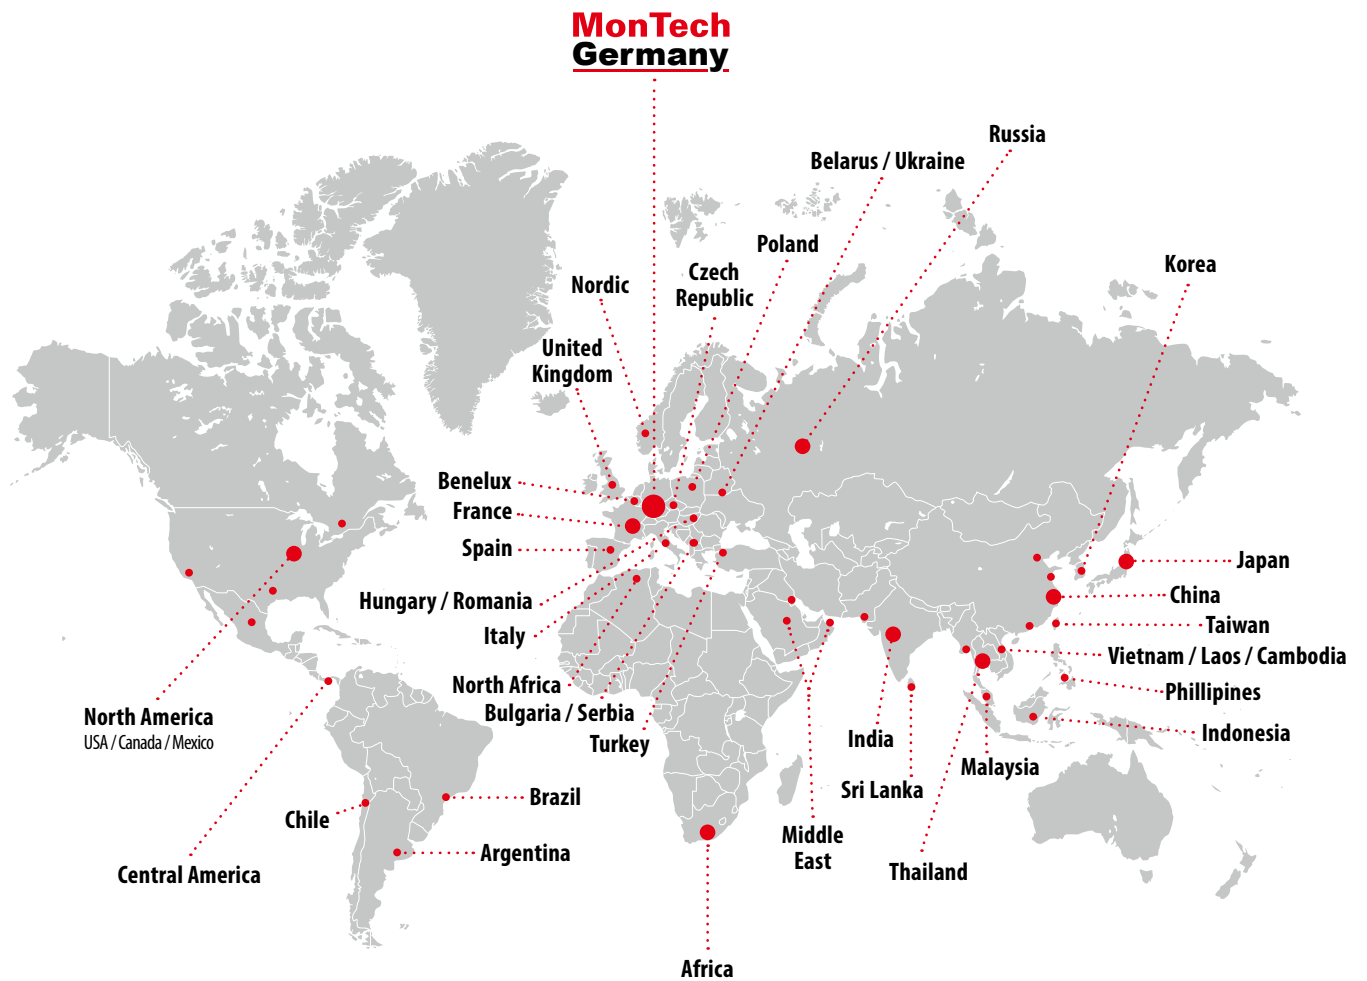 MonTech
Germany
Russia
Belarus / Ukraine
Poland
Korea
Czech
Republic
Nordic
United
Kingdom
Benelux
France
Spain
Japan
China
Hungary / Romania
Taiwan
Italy
Vietnam / Laos / Cambodia
North Africa
Phillipines
Bulgaria / Serbia
North America
USA / Canada / Mexico
Indonesia
India
Turkey
Malaysia
Sri Lanka
Brazil
Chile
Middle
East
Argentina
Thailand
Central America
Africa